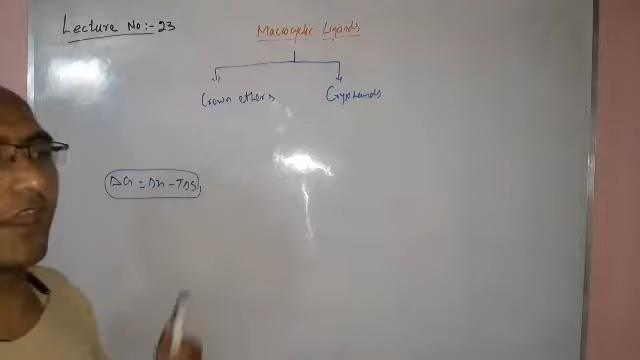 Lecture No:- 23
Macrocyclic Ligands
Crown ethers
Cryptands
ΔG = ΔH - TΔS